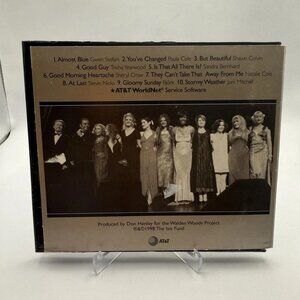 1. Almost Blue Gwen Stefani 2. You've Changed Paula Cole 3. But Beautiful Shawn Colvin
4. Good Guy Trisha Yearwood 5. Is That All There Is? Sandra Bernhard
6. Good Morning Heartache Sheryl Crow 7. They Can't Take That Away From Me Natalie Cole
8. At Last Stevie Nicks 9. Gloomy Sunday Björk 10. Stormy Weather Joni Mitchell
AT&T WorldNet Service Software
Produced by Don Henley for the Walden Woods Project
©1998 The Isis Fund
AT&T